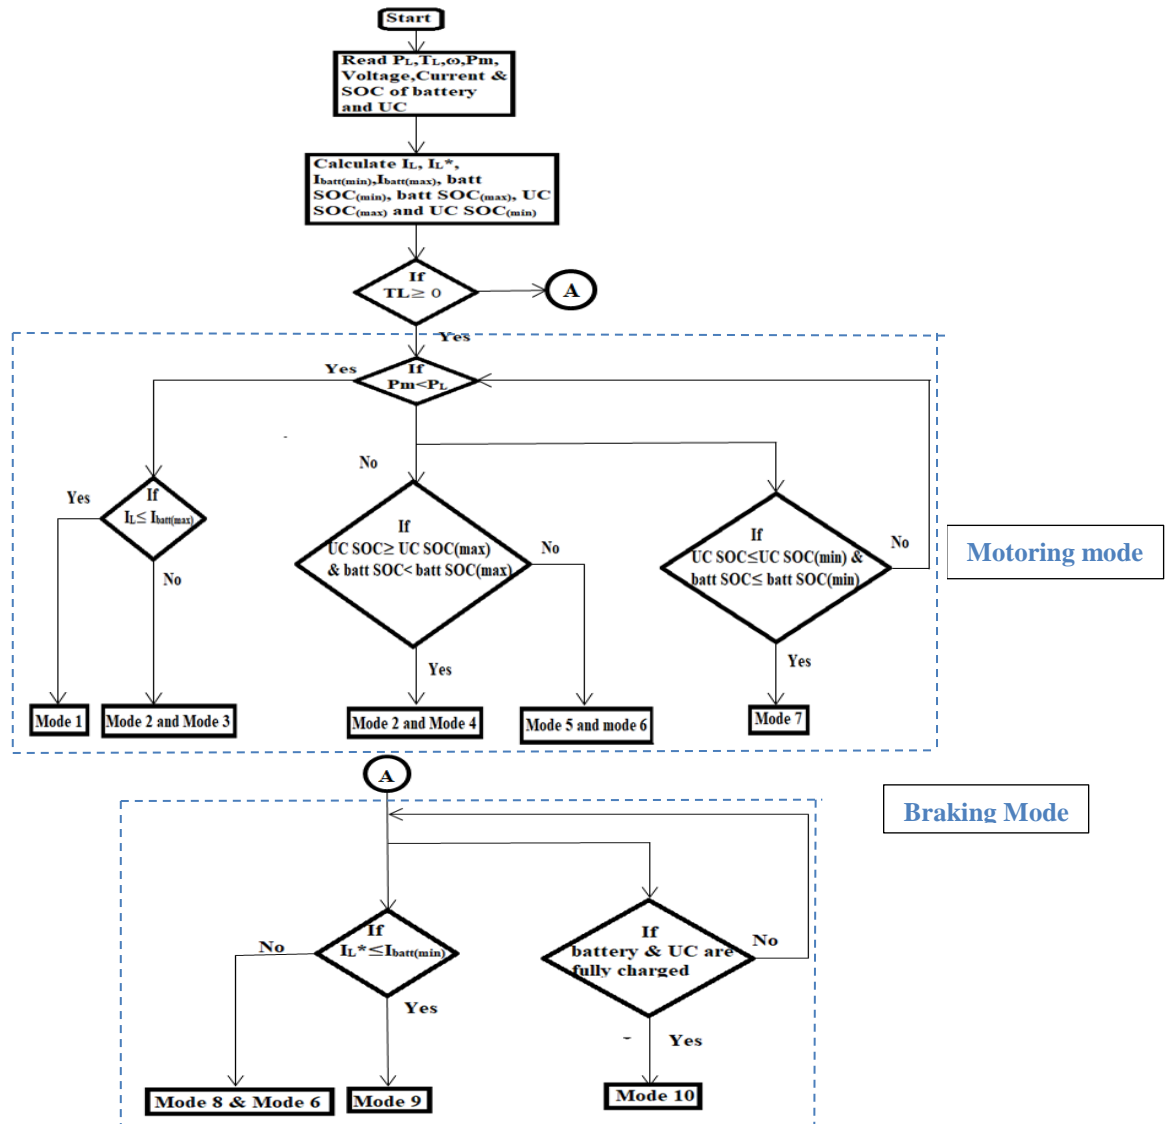 Start
Read PL,TL,ω,Pm,
Voltage,Current &
SOC of battery
and UC
Calculate IL, IL*,
Ibatt(min),Ibatt(max), batt
SOC(min), batt SOC(max), UC
SOC(max) and UC SOC(min)
If
TL≥ 0
A
Yes
If
Pm<PL
Yes
No
If
IL≤ Ibatt(max)
Yes
No
If
UC SOC≥ UC SOC(max)
& batt SOC< batt SOC(max)
No
Yes
If
UC SOC≤UC SOC(min) &
batt SOC≤ batt SOC(min)
No
Yes
Motoring mode
Mode 1
Mode 2 and Mode 3
Mode 2 and Mode 4
Mode 5 and mode 6
Mode 7
A
Braking Mode
If
IL*≤Ibatt(min)
No
Yes
If
battery & UC are
fully charged
No
Yes
Mode 8 & Mode 6
Mode 9
Mode 10